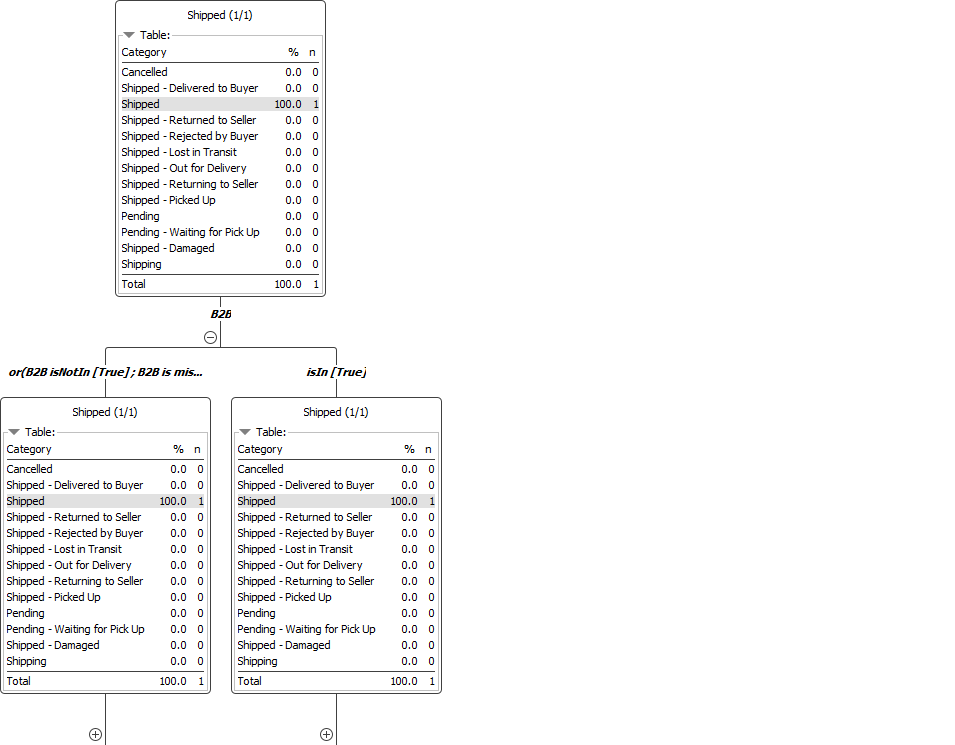 Shipped (1/1)
Table:
Category % n
Cancelled 0.0 0
Shipped - Delivered to Buyer 0.0 0
Shipped 100.0 1
Shipped - Returned to Seller 0.0 0
Shipped - Rejected by Buyer 0.0 0
Shipped - Lost in Transit 0.0 0
Shipped - Out for Delivery 0.0 0
Shipped - Returning to Seller 0.0 0
Shipped - Picked Up 0.0 0
Pending 0.0 0
Pending - Waiting for Pick Up 0.0 0
Shipped - Damaged 0.0 0
Shipping 0.0 0
Total 100.0 1
B2B
or(B2B isNotIn [True] ; B2B is mis...
Shipped (1/1)
Table:
Category % n
Cancelled 0.0 0
Shipped - Delivered to Buyer 0.0 0
Shipped 100.0 1
Shipped - Returned to Seller 0.0 0
Shipped - Rejected by Buyer 0.0 0
Shipped - Lost in Transit 0.0 0
Shipped - Out for Delivery 0.0 0
Shipped - Returning to Seller 0.0 0
Shipped - Picked Up 0.0 0
Pending 0.0 0
Pending - Waiting for Pick Up 0.0 0
Shipped - Damaged 0.0 0
Shipping 0.0 0
Total 100.0 1
isIn [True]
Shipped (1/1)
Table:
Category % n
Cancelled 0.0 0
Shipped - Delivered to Buyer 0.0 0
Shipped 100.0 1
Shipped - Returned to Seller 0.0 0
Shipped - Rejected by Buyer 0.0 0
Shipped - Lost in Transit 0.0 0
Shipped - Out for Delivery 0.0 0
Shipped - Returning to Seller 0.0 0
Shipped - Picked Up 0.0 0
Pending 0.0 0
Pending - Waiting for Pick Up 0.0 0
Shipped - Damaged 0.0 0
Shipping 0.0 0
Total 100.0 1